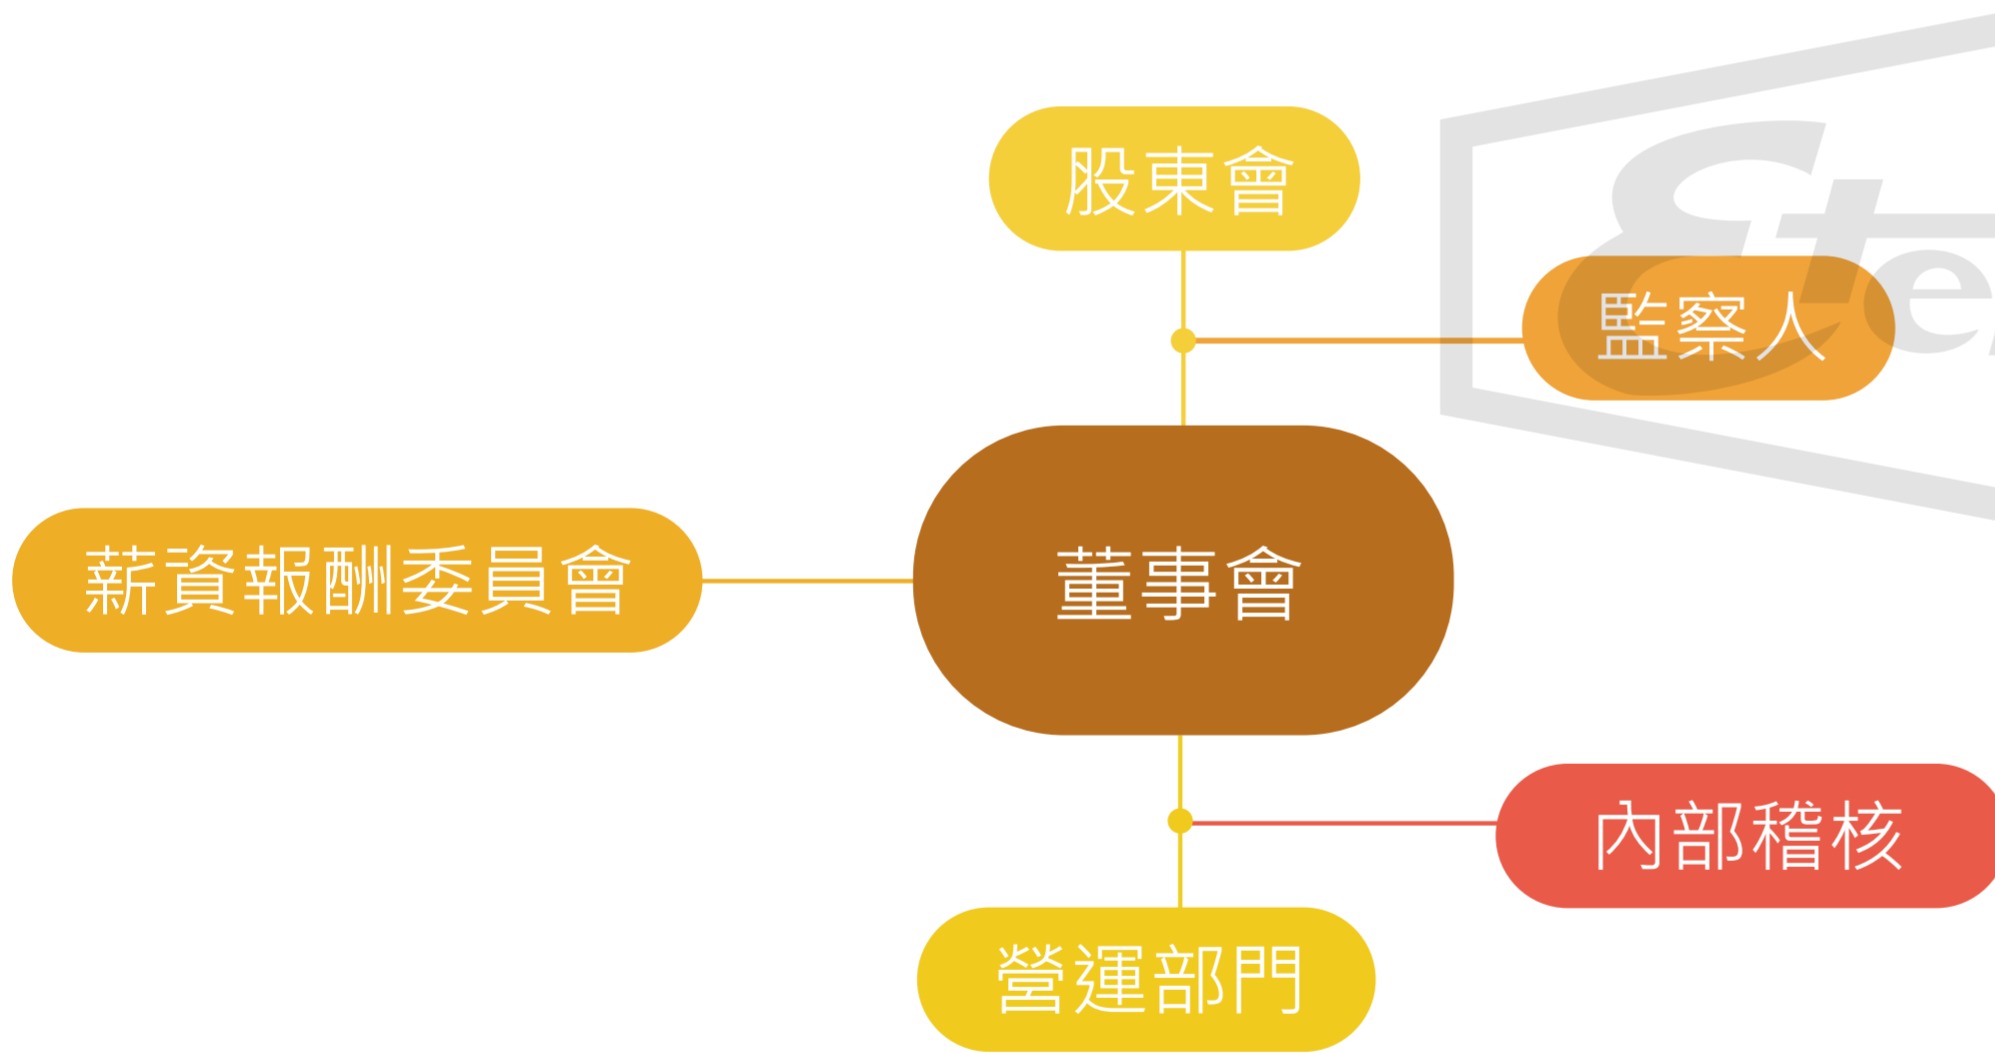 股東會
監察人
薪資報酬委員會
董事會
內部稽核
營運部門